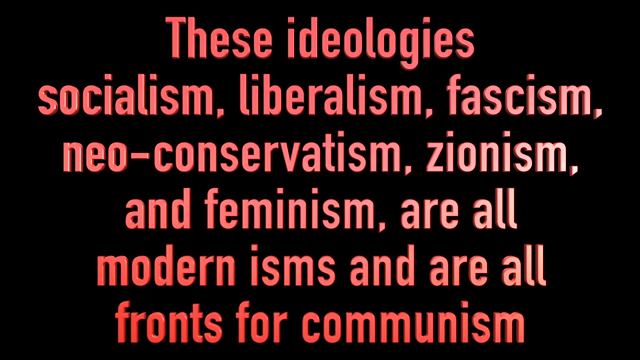 These ideologies
socialism, liberalism, fascism,
neo-conservatism, zionism,
and feminism, are all
modern isms and are all
fronts for communism